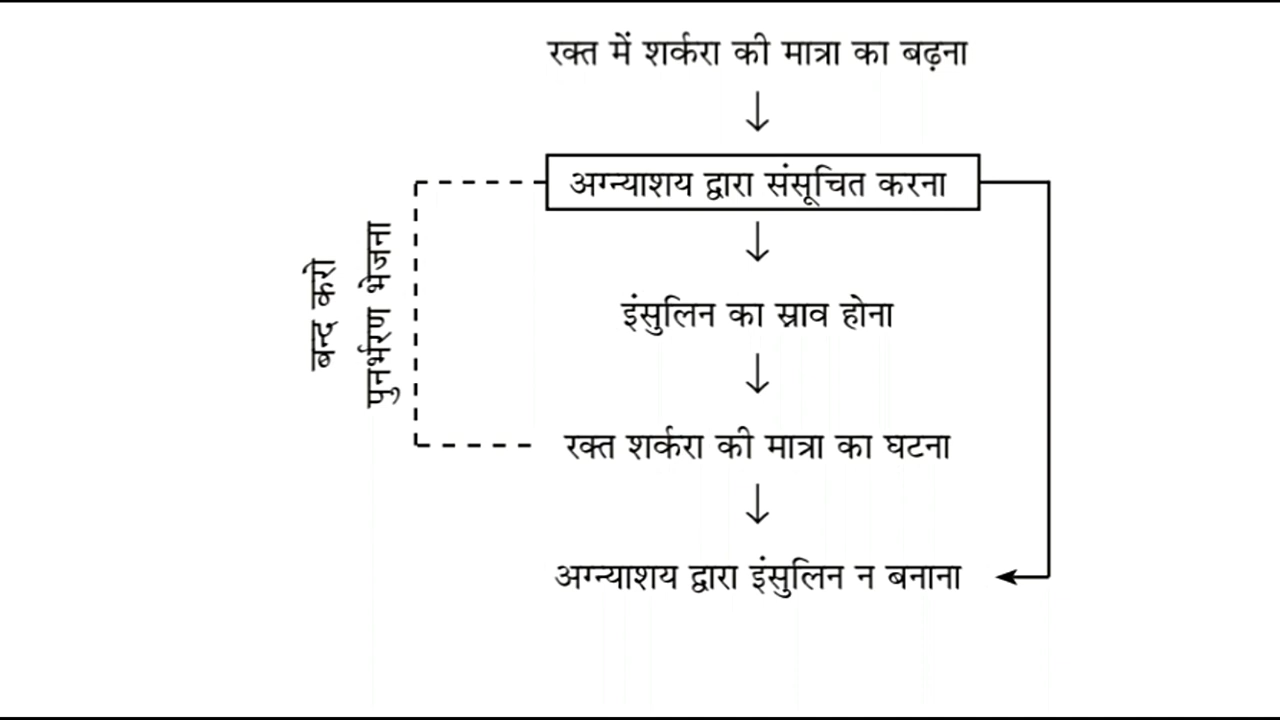 रक्त में शर्करा की मात्रा का बढ़ना
अग्न्याशय द्वारा संसूचित करना
बन्द करो
पुनर्भरण भेजना
इंसुलिन का स्राव होना
रक्त शर्करा की मात्रा का घटना
अग्न्याशय द्वारा इंसुलिन न बनाना